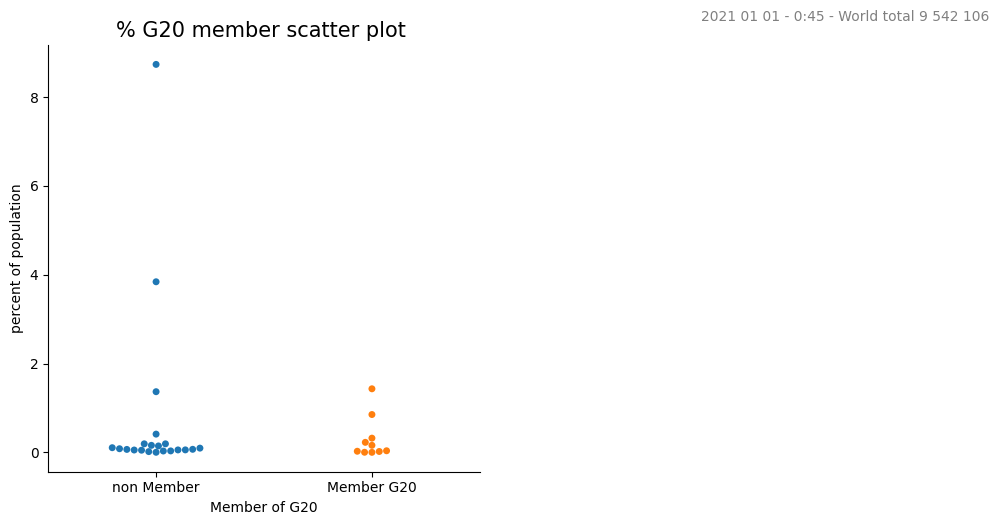 2021 01 01 - 0:45 - World total 9 542 106
% G20 member scatter plot
8
6
4
2
0
percent of population
non Member
Member G20
Member of G20